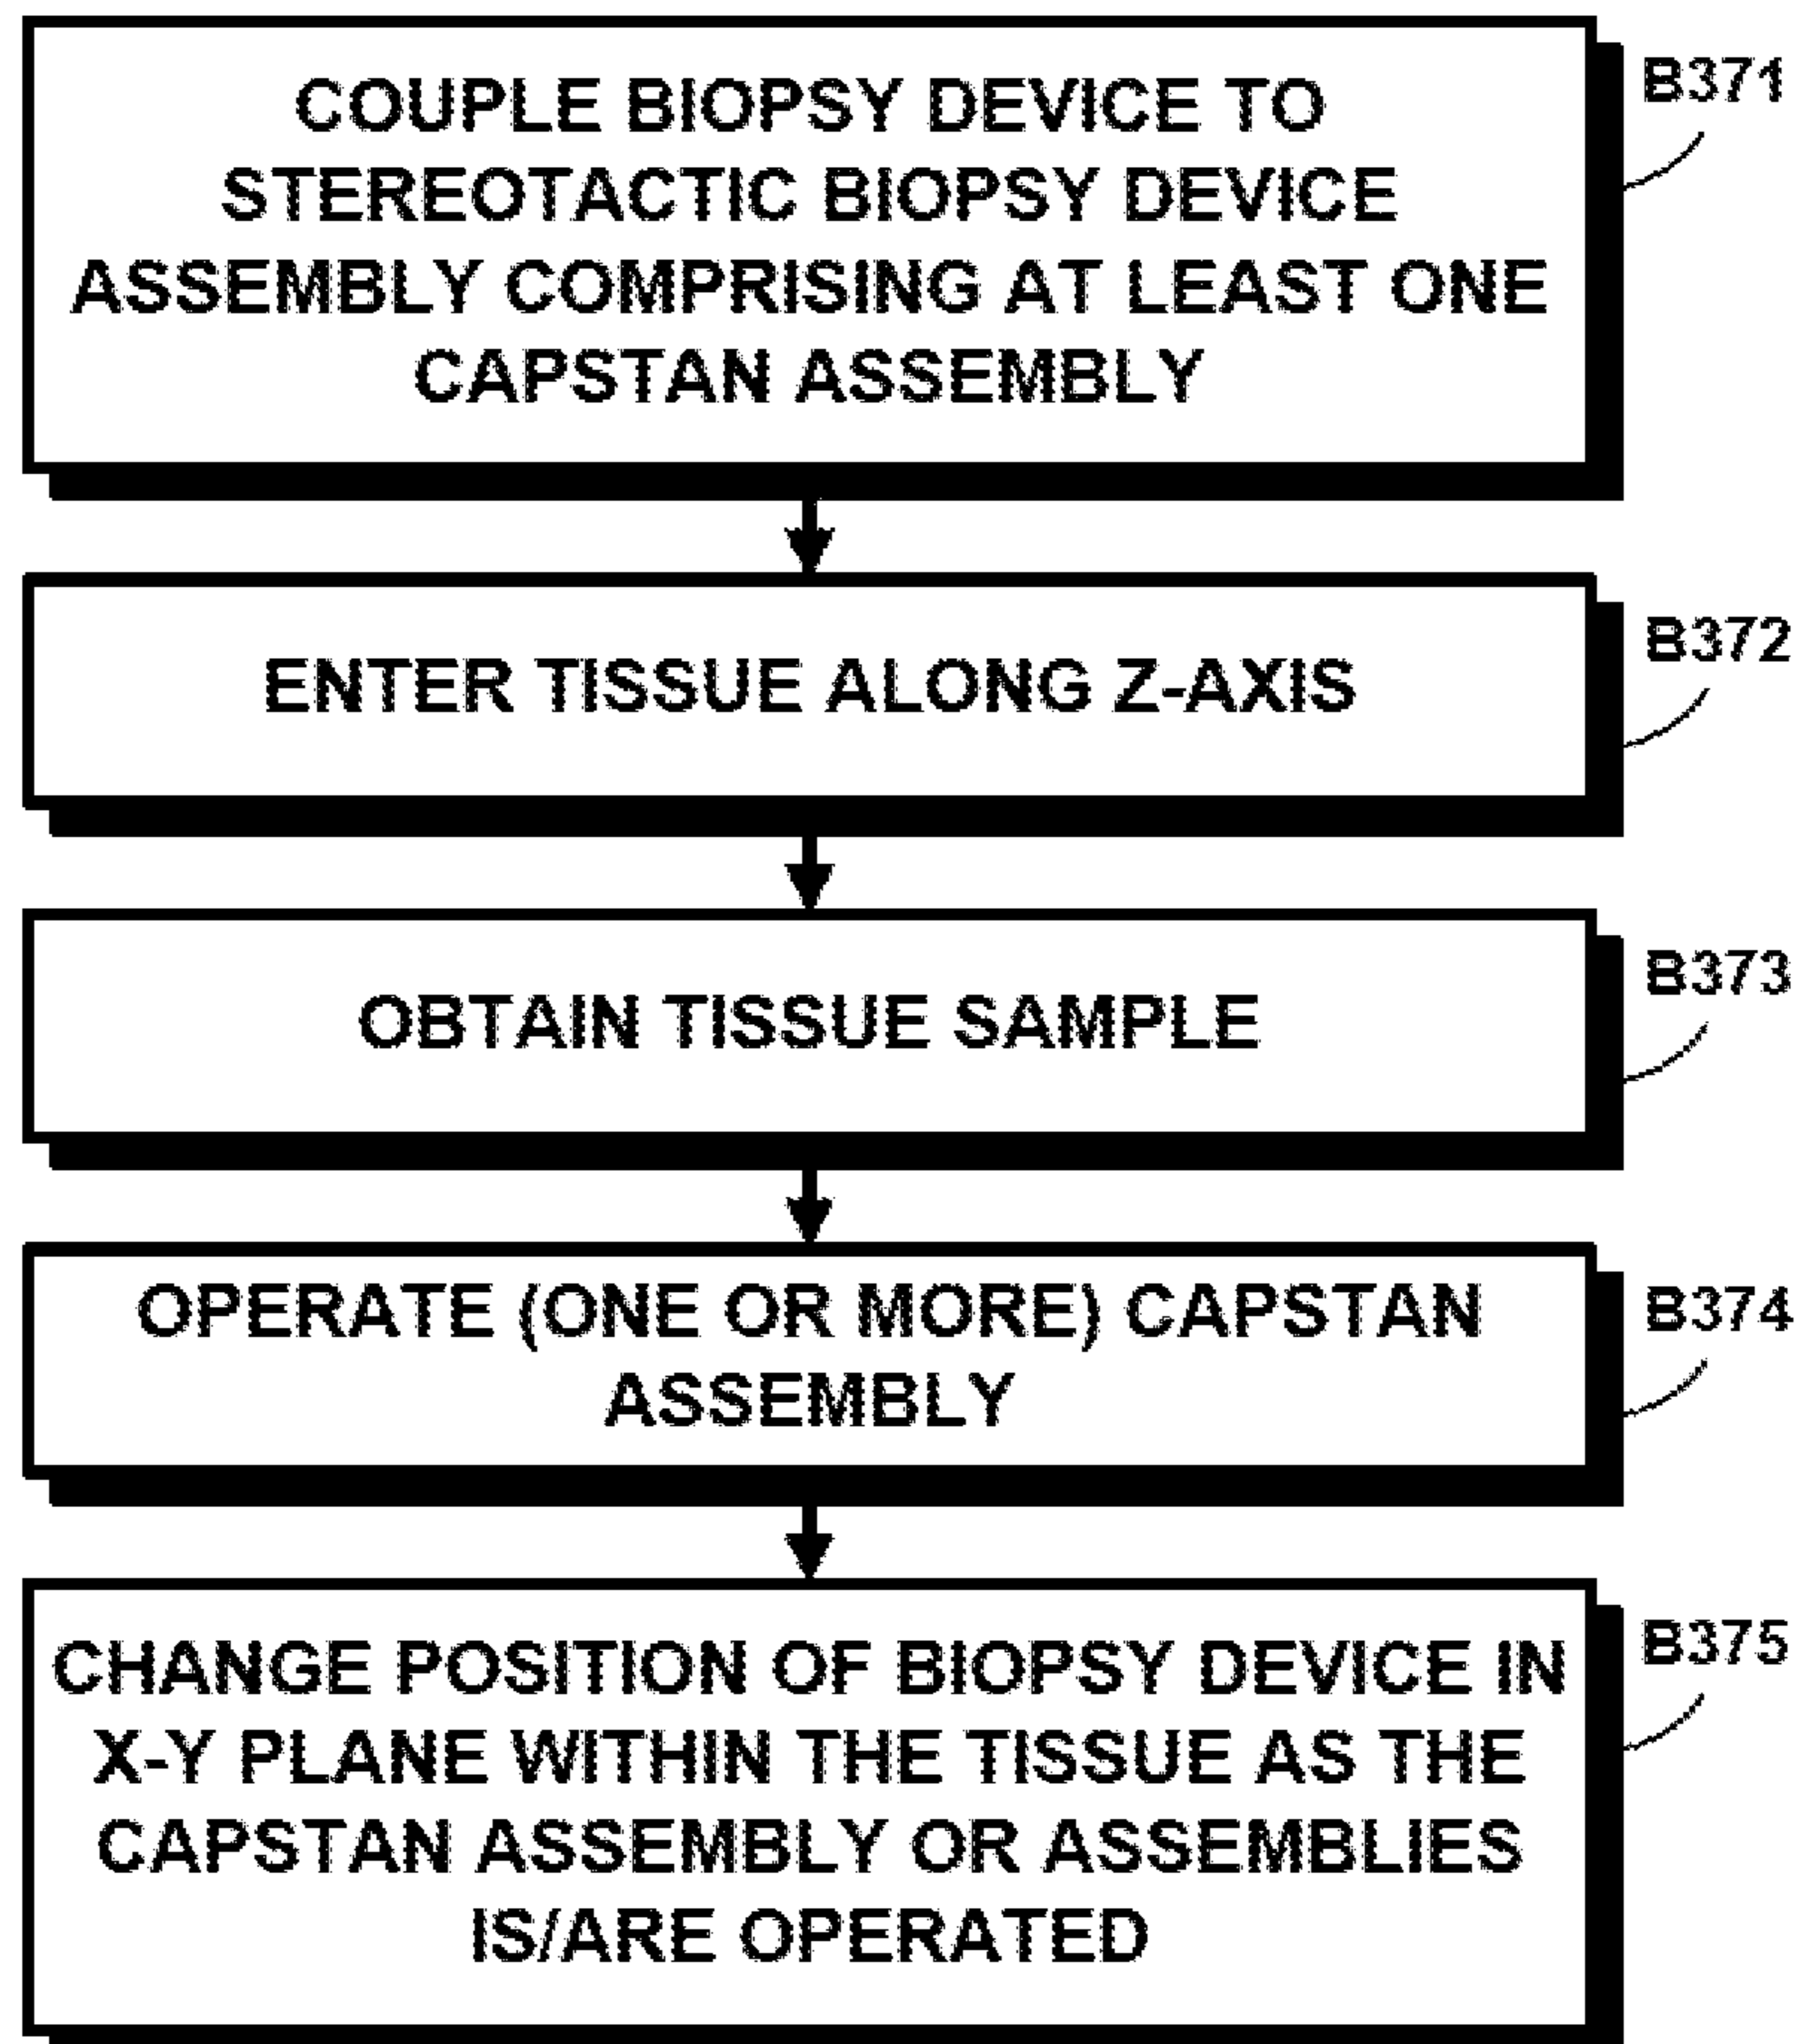 COUPLE BIOPSY DEVICE TO
STEREOTACTIC BIOPSY DEVICE
ASSEMBLY COMPRISING AT LEAST ONE
CAPSTAN ASSEMBLY
B371
ENTER TISSUE ALONG Z-AXIS
B372
OBTAIN TISSUE SAMPLE
B373
OPERATE (ONE OR MORE) CAPSTAN
ASSEMBLY
B374
CHANGE POSITION OF BIOPSY DEVICE IN
X-Y PLANE WITHIN THE TISSUE AS THE
CAPSTAN ASSEMBLY OR ASSEMBLIES
IS/ARE OPERATED
B375